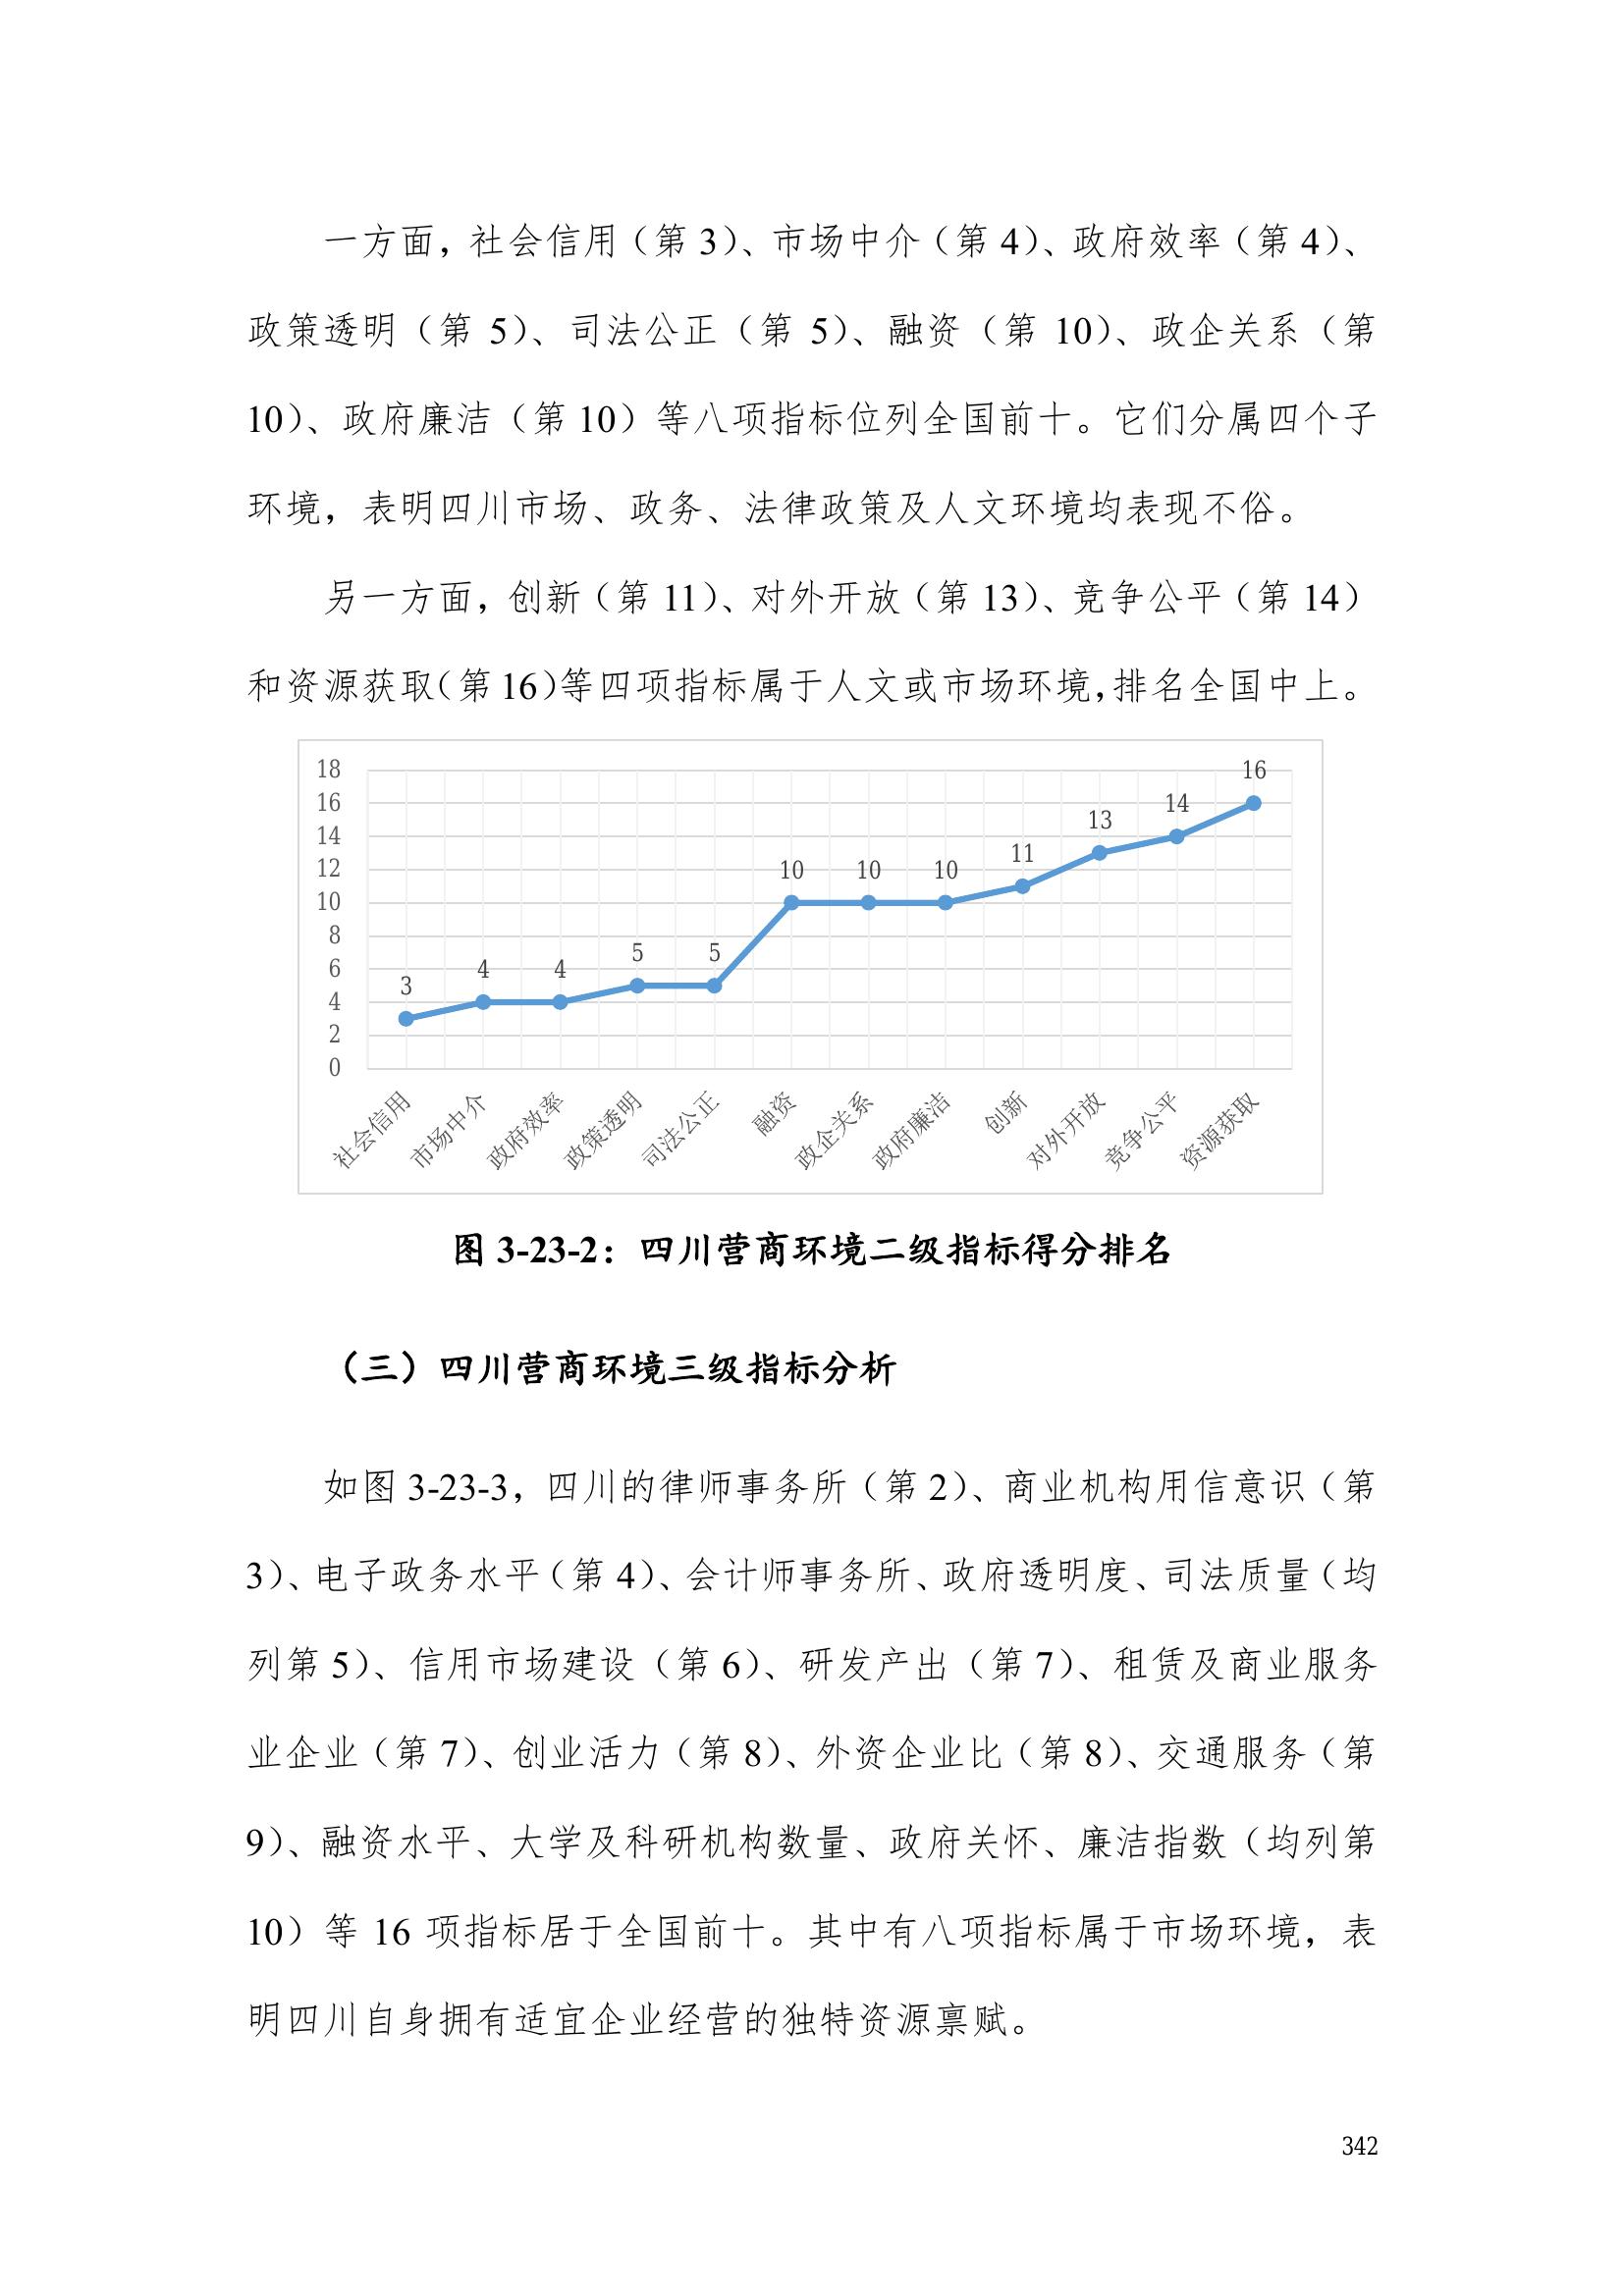 一方面，社会信用（第 3）、市场中介（第 4）、政府效率（第 4）、
政策透明（第 5）、司法公正（第 5）、融资（第 10）、政企关系（第
10）、政府廉洁（第 10）等八项指标位列全国前十。它们分属四个子
环境，表明四川市场、政务、法律政策及人文环境均表现不俗。
另一方面，创新（第 11）、对外开放（第 13）、竞争公平（第 14）
和资源获取（第 16）等四项指标属于人文或市场环境，排名全国中上。
18
16
14
12
10
8
6
4
2
0
3
4
4
5
5
10
10
10
11
13
14
16
社会信用
市场中介
政府效率
政策透明
司法公正
融资
政企关系
政府廉洁
创新
对外开放
竞争公平
资源获取
图 3-23-2：四川营商环境二级指标得分排名
（三）四川营商环境三级指标分析
如图 3-23-3，四川的律师事务所（第 2）、商业机构用信意识（第
3）、电子政务水平（第 4）、会计师事务所、政府透明度、司法质量（均
列第 5）、信用市场建设（第 6）、研发产出（第 7）、租赁及商业服务
业企业（第 7）、创业活力（第 8）、外资企业比（第 8）、交通服务（第
9）、融资水平、大学及科研机构数量、政府关怀、廉洁指数（均列第
10）等 16 项指标居于全国前十。其中有八项指标属于市场环境，表
明四川自身拥有适宜企业经营的独特资源禀赋。
342